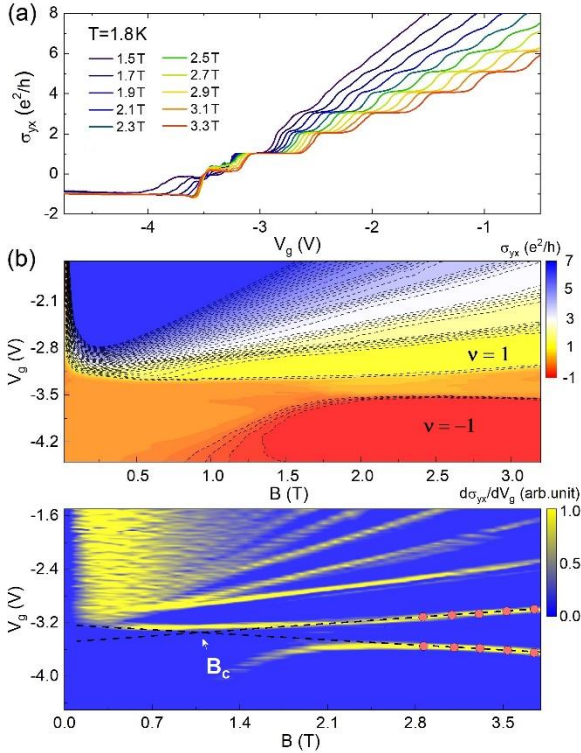 (a)
T=1.8K
1.5T 2.5T
1.7T 2.7T
1.9T 2.9T
2.1T 3.1T
2.3T 3.3T
σyx (e²/h)
8
6
4
2
0
-2
-4 -3 -2 -1
Vg (V)
(b)
σyx (e²/h)
7
5
3
1
-1
Vg (V)
-2.1
-2.8
-3.5
-4.2
ν = 1
ν = −1
0.5 1.0 1.5 2.0 2.5 3.0
B (T)
dσyx/dVg (arb.unit)
1.0
0.5
0.0
Vg (V)
-1.6
-2.4
-3.2
-4.0
Bc
0.0 0.7 1.4 2.1 2.8 3.5
B (T)